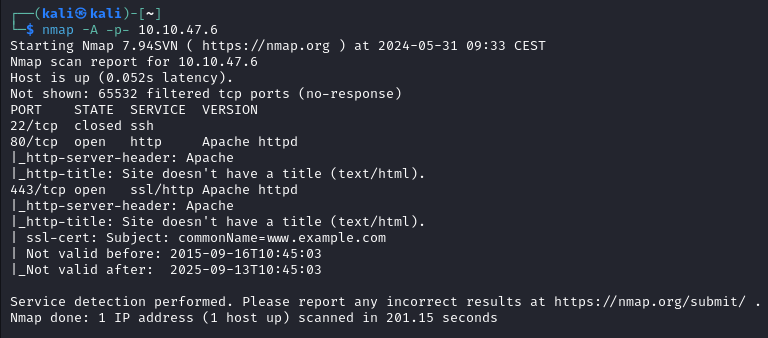 ┌──(kali㉿kali)-[~]
└─$ nmap -A -p- 10.10.47.6
Starting Nmap 7.94SVN ( https://nmap.org ) at 2024-05-31 09:33 CEST
Nmap scan report for 10.10.47.6
Host is up (0.052s latency).
Not shown: 65532 filtered tcp ports (no-response)
PORT    STATE  SERVICE  VERSION
22/tcp  closed ssh
80/tcp  open   http     Apache httpd
|_http-server-header: Apache
|_http-title: Site doesn't have a title (text/html).
443/tcp open   ssl/http Apache httpd
|_http-server-header: Apache
|_http-title: Site doesn't have a title (text/html).
| ssl-cert: Subject: commonName=www.example.com
| Not valid before: 2015-09-16T10:45:03
|_Not valid after:  2025-09-13T10:45:03

Service detection performed. Please report any incorrect results at https://nmap.org/submit/ .
Nmap done: 1 IP address (1 host up) scanned in 201.15 seconds